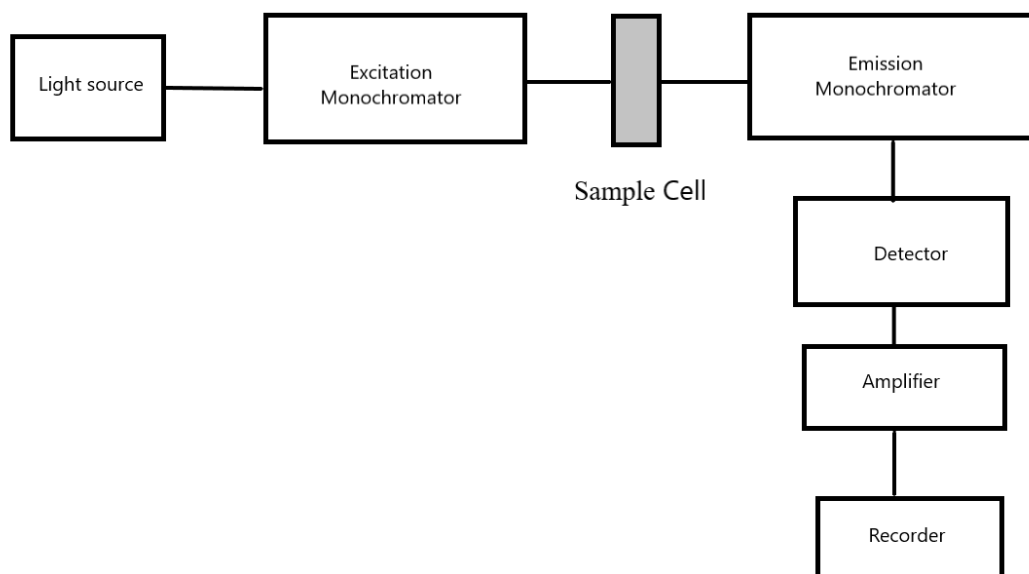 Light source
Excitation
Monochromator
Emission
Monochromator
Sample Cell
Detector
Amplifier
Recorder